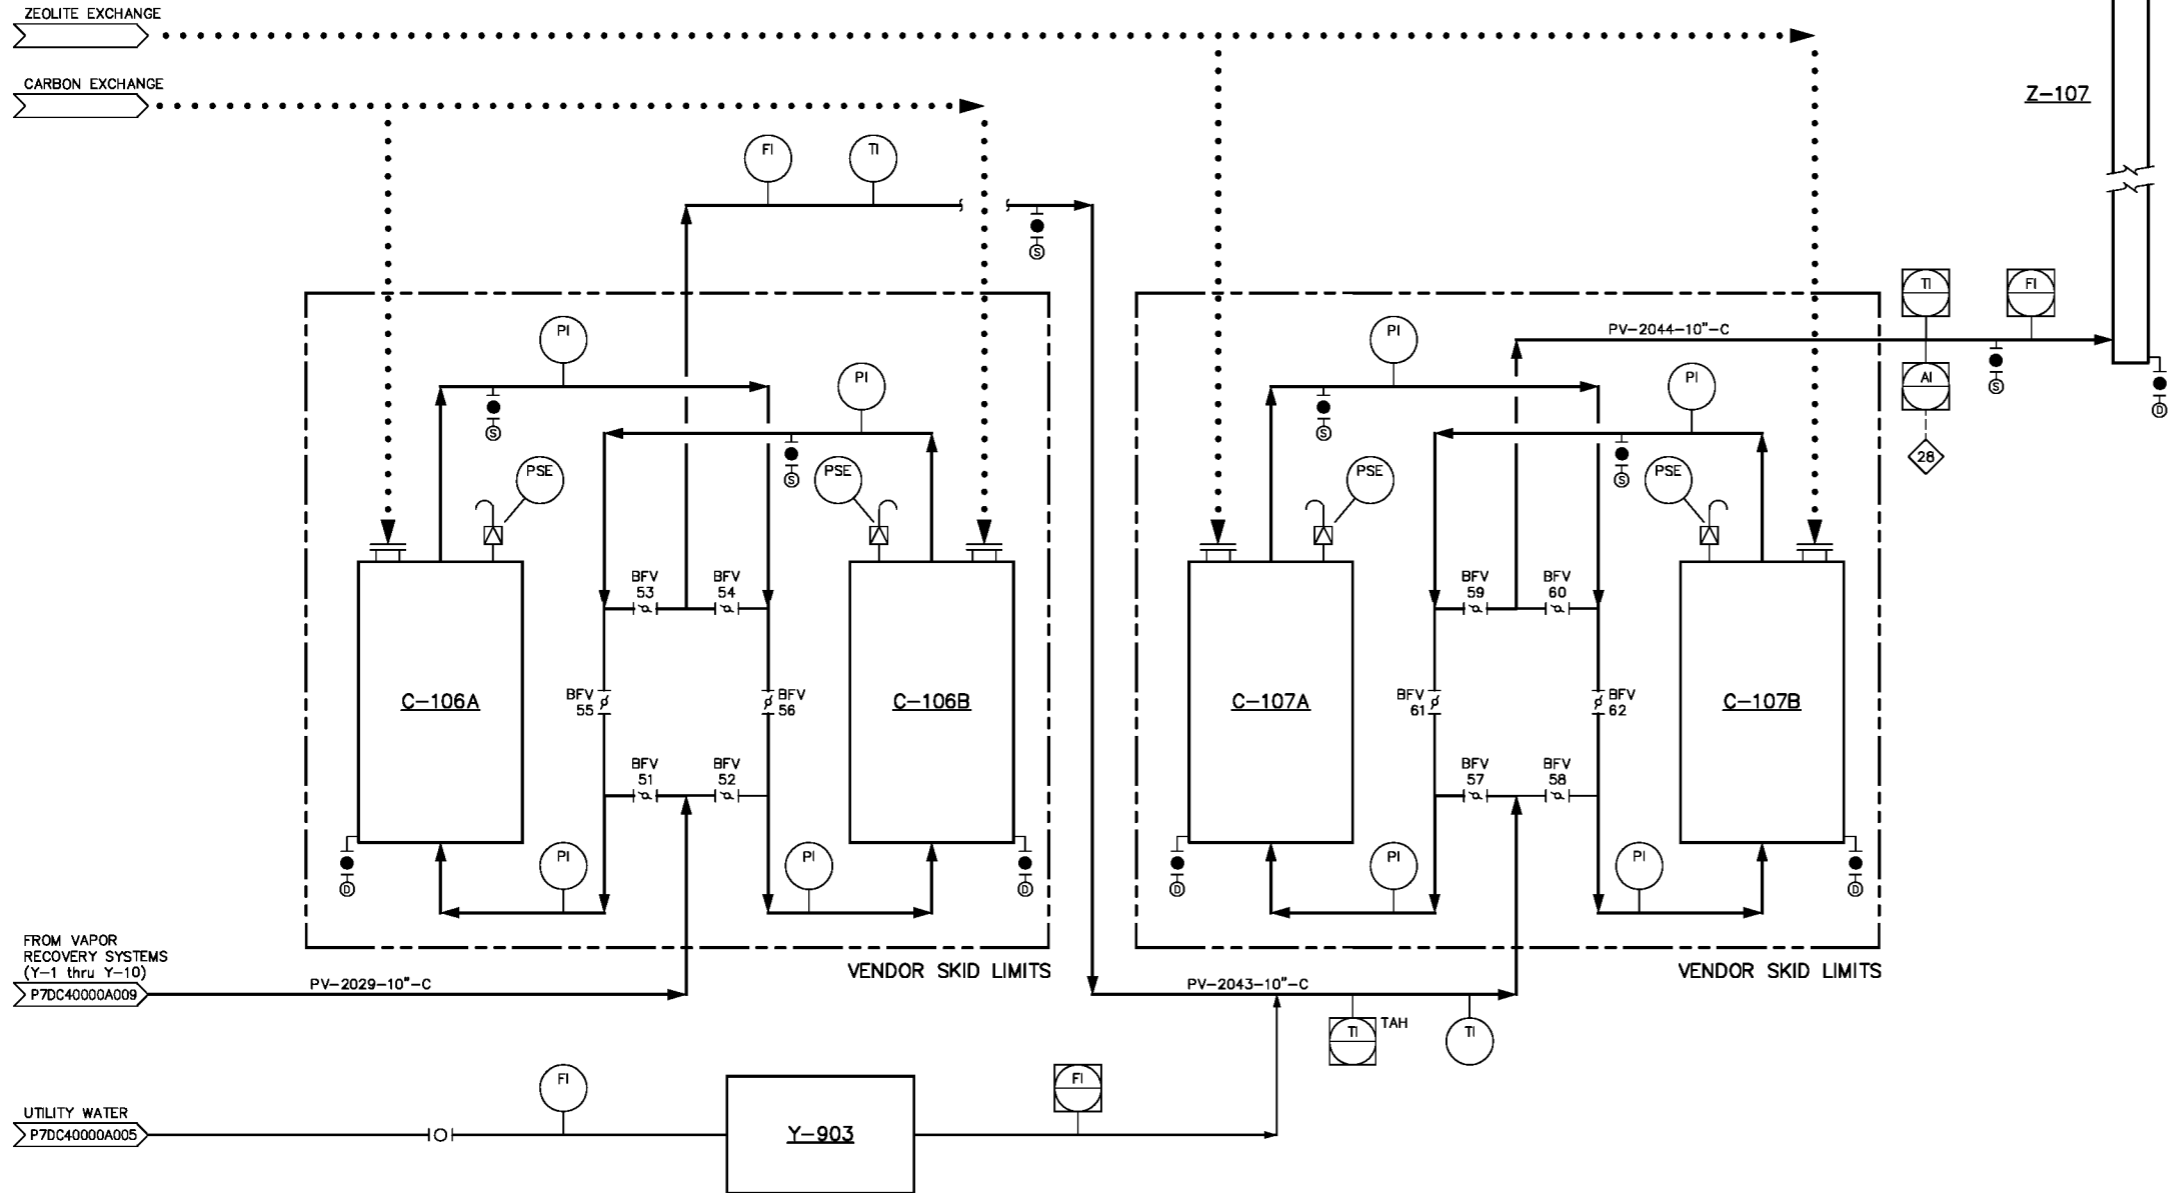 ZEOLITE EXCHANGE
CARBON EXCHANGE
Z-107
FI
TI
S
TI
FI
PV-2044-10"-C
PI
PI
PI
PI
AI
S
D
28
S
S
S
S
PSE
PSE
PSE
PSE
BFV
53
BFV
54
BFV
59
BFV
60
C-106A
BFV
55
BFV
56
C-106B
C-107A
BFV
61
BFV
62
C-107B
BFV
51
BFV
52
BFV
57
BFV
58
PI
PI
PI
PI
D
D
D
D
FROM VAPOR
RECOVERY SYSTEMS
(Y-1 thru Y-10)
P7DC40000A009
PV-2029-10"-C
VENDOR SKID LIMITS
PV-2043-10"-C
VENDOR SKID LIMITS
TI
TAH
TI
FI
FI
UTILITY WATER
P7DC40000A005
Y-903